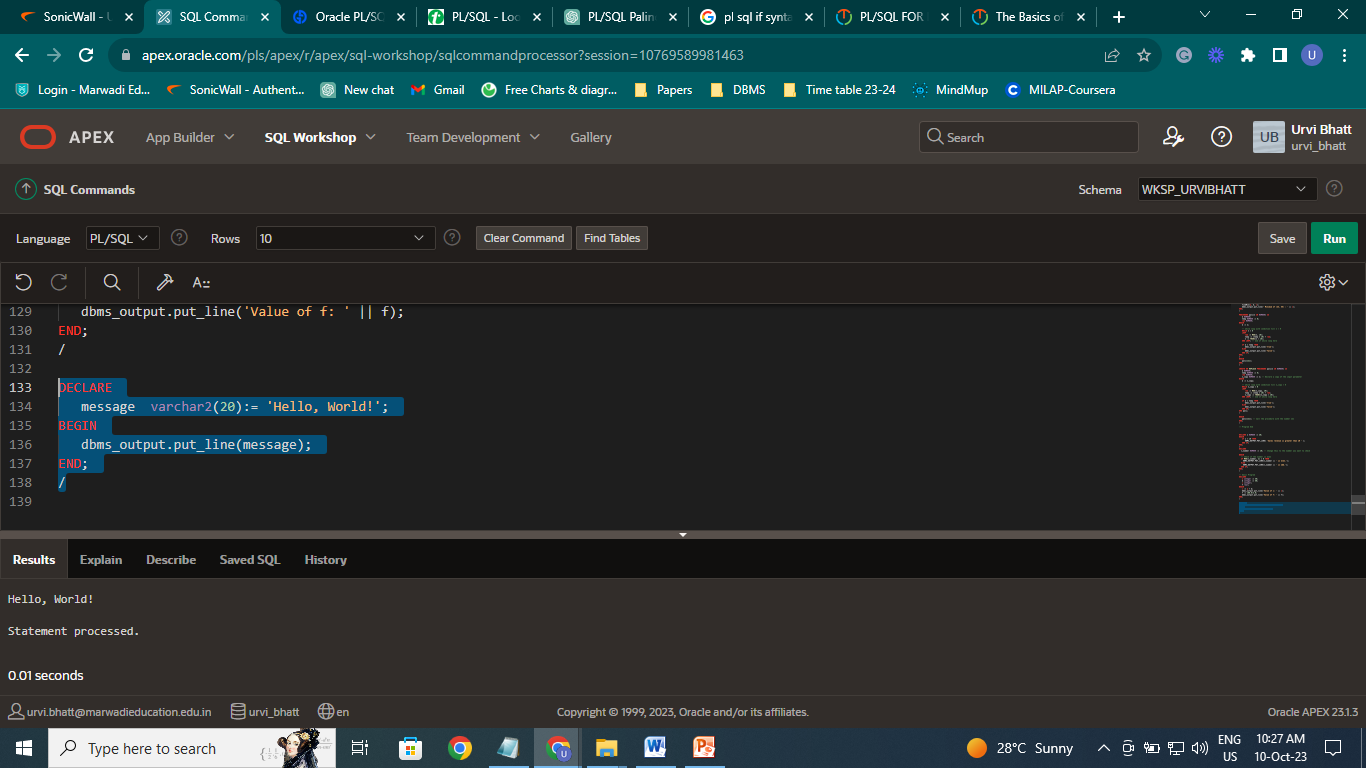 SonicWall - U
SQL Comma
Oracle PL/SQ
PL/SQL - Loo
PL/SQL Palin
pl sql if synta
PL/SQL FOR
The Basics of
apex.oracle.com/pls/apex/r/apex/sql-workshop/sqlcommandprocessor?session=10769589981463
U
Login - Marwadi Ed...
SonicWall - Authent...
New chat
Gmail
Free Charts & diagr...
Papers
DBMS
Time table 23-24
MindMup
MILAP-Coursera
APEX
App Builder
SQL Workshop
Team Development
Gallery
Search
UB
Urvi Bhatt
urvi_bhatt
SQL Commands
Schema
WKSP_URVIBHATT
Language
PL/SQL
Rows
10
Clear Command
Find Tables
Save
Run
129 dbms_output.put_line('Value of f: ' || f);
130 END;
131 /
132
133 DECLARE
134 message varchar2(20):= 'Hello, World!';
135 BEGIN
136 dbms_output.put_line(message);
137 END;
138 /
139
Results
Explain
Describe
Saved SQL
History
Hello, World!
Statement processed.
0.01 seconds
urvi.bhatt@marwadieducation.edu.in
urvi_bhatt
en
Copyright © 1999, 2023, Oracle and/or its affiliates.
Oracle APEX 23.1.3
Type here to search
28°C Sunny
ENG
US
10:27 AM
10-Oct-23